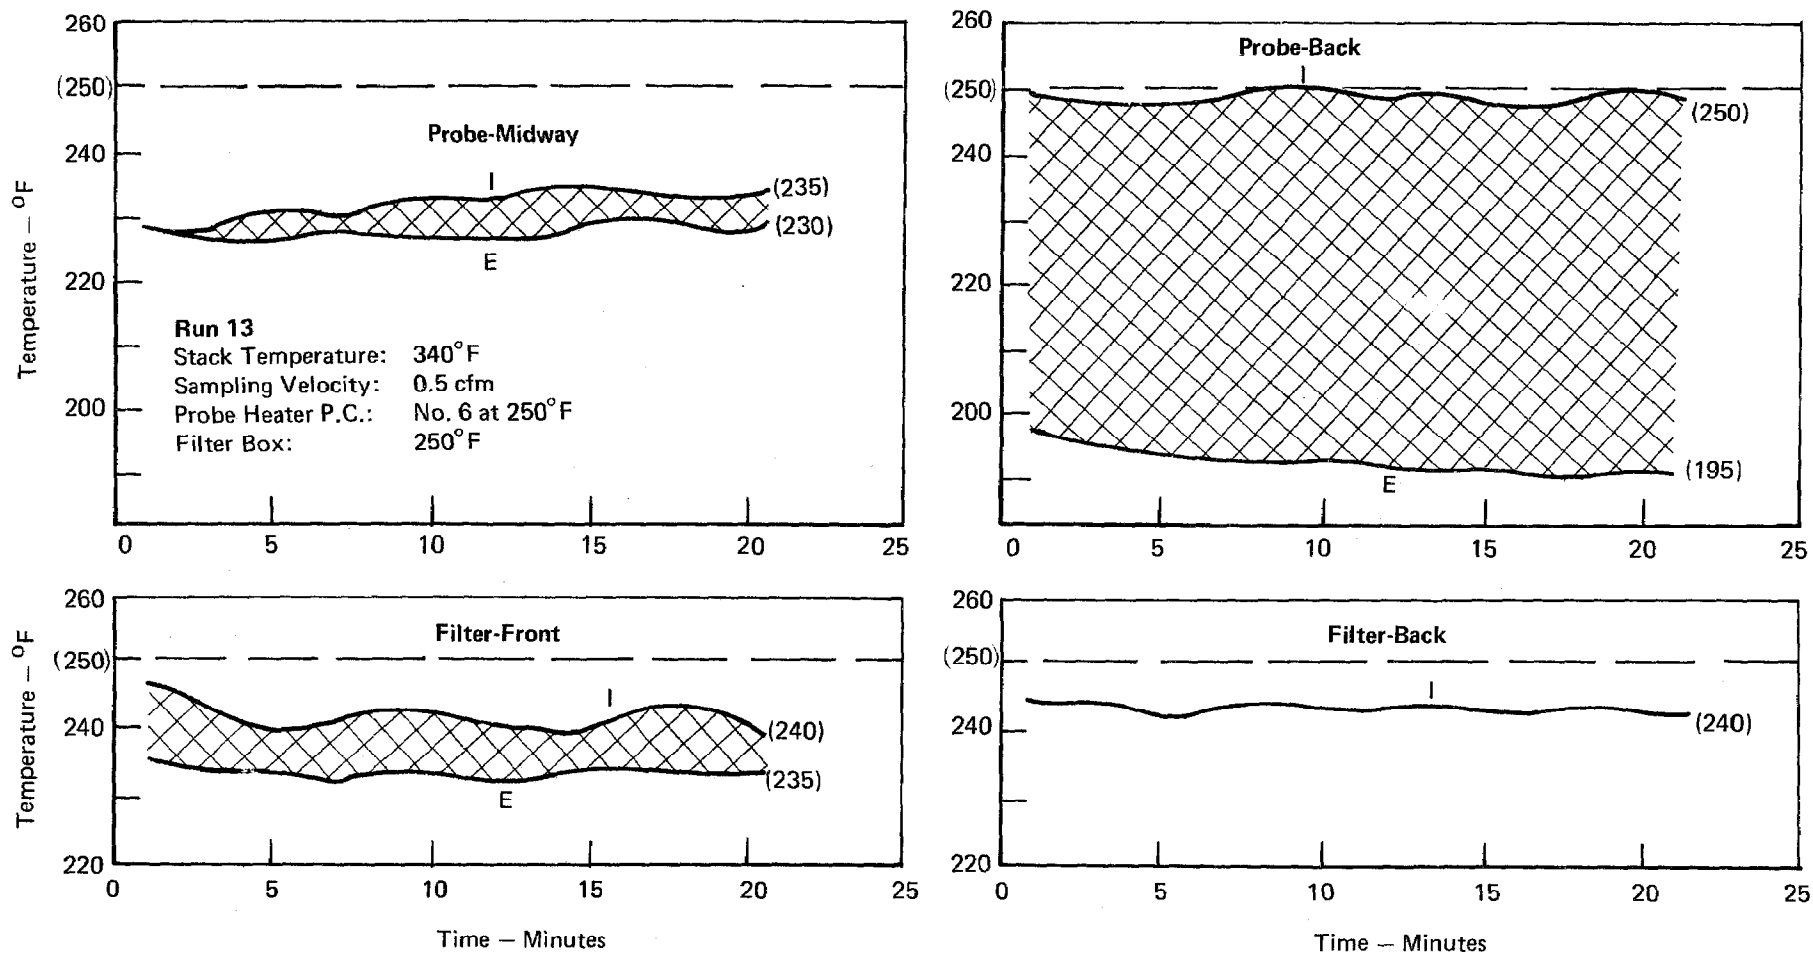 260
(250)
240
220
200
Temperature — °F
Probe-Midway
I
(235)
(230)
E
Run 13
Stack Temperature: 340°F
Sampling Velocity: 0.5 cfm
Probe Heater P.C.: No. 6 at 250°F
Filter Box: 250°F
0 5 10 15 20 25
260
(250)
240
220
200
Probe-Back
I
(250)
(195)
E
0 5 10 15 20 25
260
(250)
240
220
Temperature — °F
Filter-Front
I
(240)
(235)
E
0 5 10 15 20 25
Time — Minutes
260
(250)
240
220
Filter-Back
I
(240)
0 5 10 15 20 25
Time — Minutes